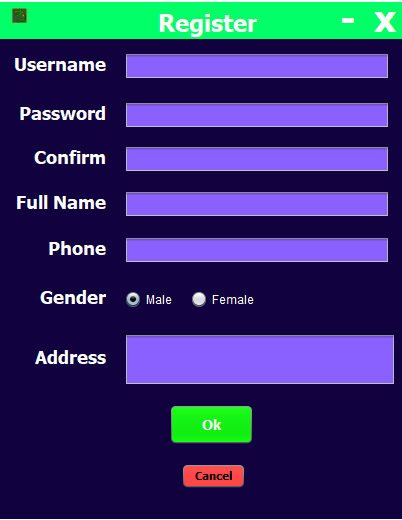 Register - X
Username
Password
Confirm
Full Name
Phone
Gender Male Female
Address
Ok
Cancel